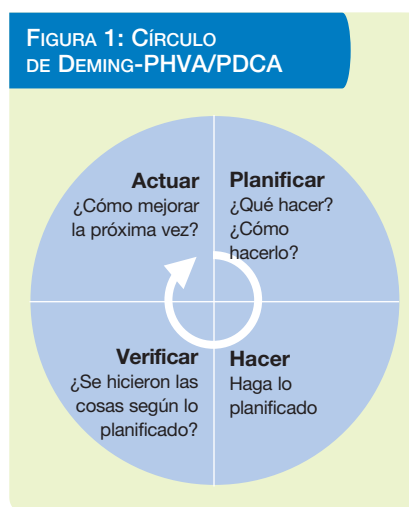 FIGURA 1: CÍRCULO
DE DEMING-PHVA/PDCA
Actuar
¿Cómo mejorar
la próxima vez?
Planificar
¿Qué hacer?
¿Cómo
hacerlo?
Verificar
¿Se hicieron las
cosas según lo
planificado?
Hacer
Haga lo
planificado